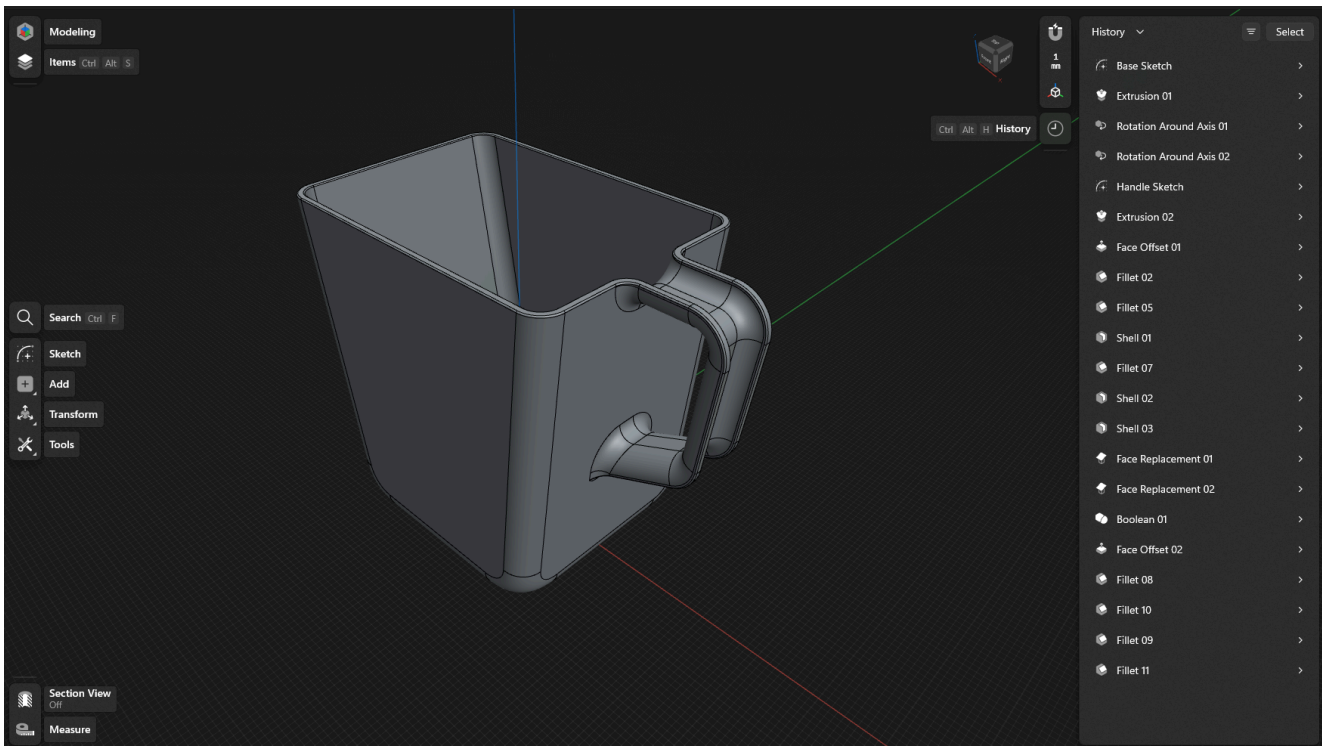 Modeling
Items Ctrl Alt S
Search Ctrl F
Sketch
Add
Transform
Tools
Section View
Off
Measure
1
mm
Ctrl Alt H History
History
Select
Base Sketch
Extrusion 01
Rotation Around Axis 01
Rotation Around Axis 02
Handle Sketch
Extrusion 02
Face Offset 01
Fillet 02
Fillet 05
Shell 01
Fillet 07
Shell 02
Shell 03
Face Replacement 01
Face Replacement 02
Boolean 01
Face Offset 02
Fillet 08
Fillet 10
Fillet 09
Fillet 11